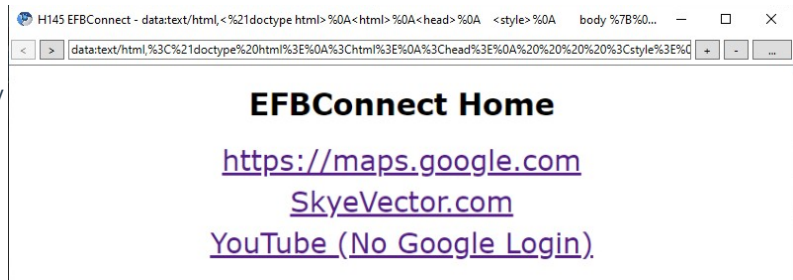 H145 EFBConnect - data:text/html,<%21doctype html>%0A<html>%0A<head>%0A <style>%0A body %7B%0...
< > data:text/html,%3C%21doctype%20html%3E%0A%3Chtml%3E%0A%3Chead%3E%0A%20%20%20%20%3Cstyle%3E%0 + - ...
EFBConnect Home
https://maps.google.com
SkyeVector.com
YouTube (No Google Login)